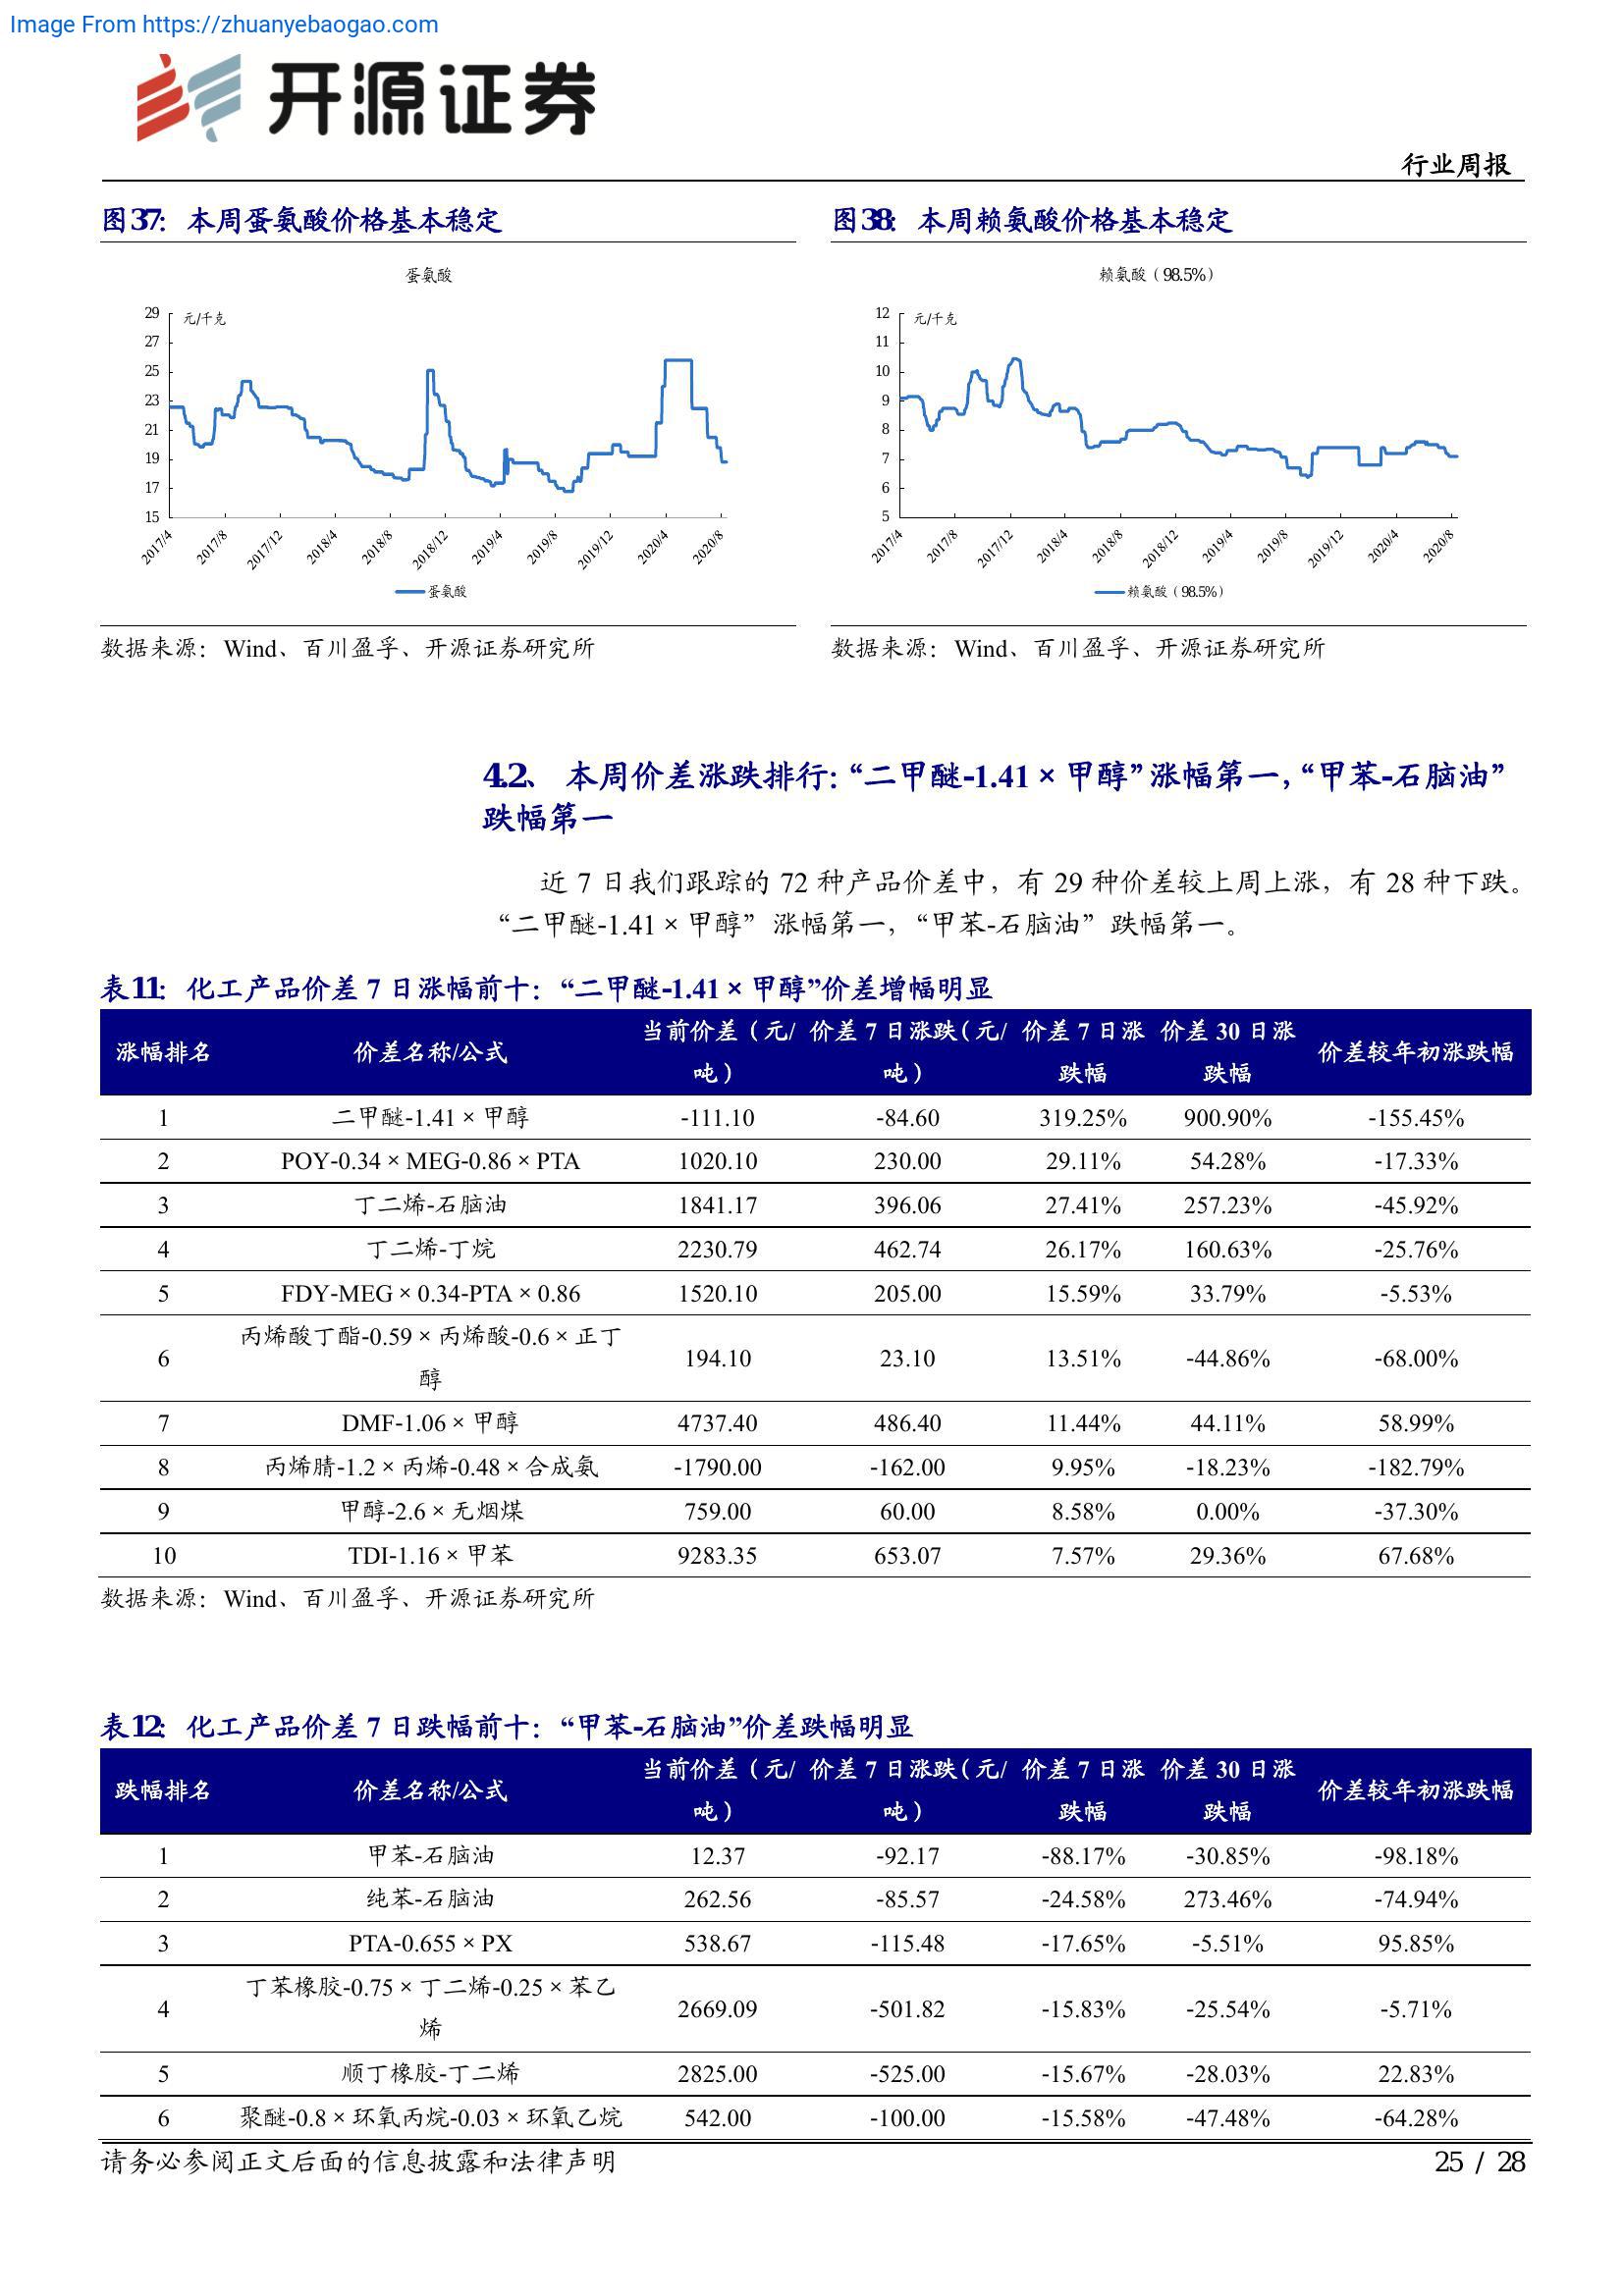 Image From https://zhuanyebaogao.com
开源证券
行业周报
图37： 本周蛋氨酸价格基本稳定
图38： 本周赖氨酸价格基本稳定
蛋氨酸
元/千克
29
27
25
23
21
19
17
15
2017/4 2017/8 2017/12 2018/4 2018/8 2018/12 2019/4 2019/8 2019/12 2020/4 2020/8
蛋氨酸
赖氨酸（98.5%）
元/千克
12
11
10
9
8
7
6
5
2017/4 2017/8 2017/12 2018/4 2018/8 2018/12 2019/4 2019/8 2019/12 2020/4 2020/8
赖氨酸（98.5%）
数据来源：Wind、百川盈孚、开源证券研究所
数据来源：Wind、百川盈孚、开源证券研究所
4.2、 本周价差涨跌排行：“二甲醚-1.41×甲醇”涨幅第一，“甲苯-石脑油”
跌幅第一
近 7 日我们跟踪的 72 种产品价差中，有 29 种价差较上周上涨，有 28 种下跌。
“二甲醚-1.41×甲醇” 涨幅第一，“甲苯-石脑油”跌幅第一。
表11： 化工产品价差 7 日涨幅前十：“二甲醚-1.41×甲醇”价差增幅明显
涨幅排名 价差名称/公式 当前价差（元/吨） 价差 7 日涨跌（元/吨） 价差 7 日涨跌幅 价差 30 日涨跌幅 价差较年初涨跌幅
1 二甲醚-1.41×甲醇 -111.10 -84.60 319.25% 900.90% -155.45%
2 POY-0.34×MEG-0.86×PTA 1020.10 230.00 29.11% 54.28% -17.33%
3 丁二烯-石脑油 1841.17 396.06 27.41% 257.23% -45.92%
4 丁二烯-丁烷 2230.79 462.74 26.17% 160.63% -25.76%
5 FDY-MEG×0.34-PTA×0.86 1520.10 205.00 15.59% 33.79% -5.53%
6 丙烯酸丁酯-0.59×丙烯酸-0.6×正丁醇 194.10 23.10 13.51% -44.86% -68.00%
7 DMF-1.06×甲醇 4737.40 486.40 11.44% 44.11% 58.99%
8 丙烯腈-1.2×丙烯-0.48×合成氨 -1790.00 -162.00 9.95% -18.23% -182.79%
9 甲醇-2.6×无烟煤 759.00 60.00 8.58% 0.00% -37.30%
10 TDI-1.16×甲苯 9283.35 653.07 7.57% 29.36% 67.68%
数据来源：Wind、百川盈孚、开源证券研究所
表12： 化工产品价差 7 日跌幅前十：“甲苯-石脑油”价差跌幅明显
跌幅排名 价差名称/公式 当前价差（元/吨） 价差 7 日涨跌（元/吨） 价差 7 日涨跌幅 价差 30 日涨跌幅 价差较年初涨跌幅
1 甲苯-石脑油 12.37 -92.17 -88.17% -30.85% -98.18%
2 纯苯-石脑油 262.56 -85.57 -24.58% 273.46% -74.94%
3 PTA-0.655×PX 538.67 -115.48 -17.65% -5.51% 95.85%
4 丁苯橡胶-0.75×丁二烯-0.25×苯乙烯 2669.09 -501.82 -15.83% -25.54% -5.71%
5 顺丁橡胶-丁二烯 2825.00 -525.00 -15.67% -28.03% 22.83%
6 聚醚-0.8×环氧丙烷-0.03×环氧乙烷 542.00 -100.00 -15.58% -47.48% -64.28%
请务必参阅正文后面的信息披露和法律声明
25 / 28